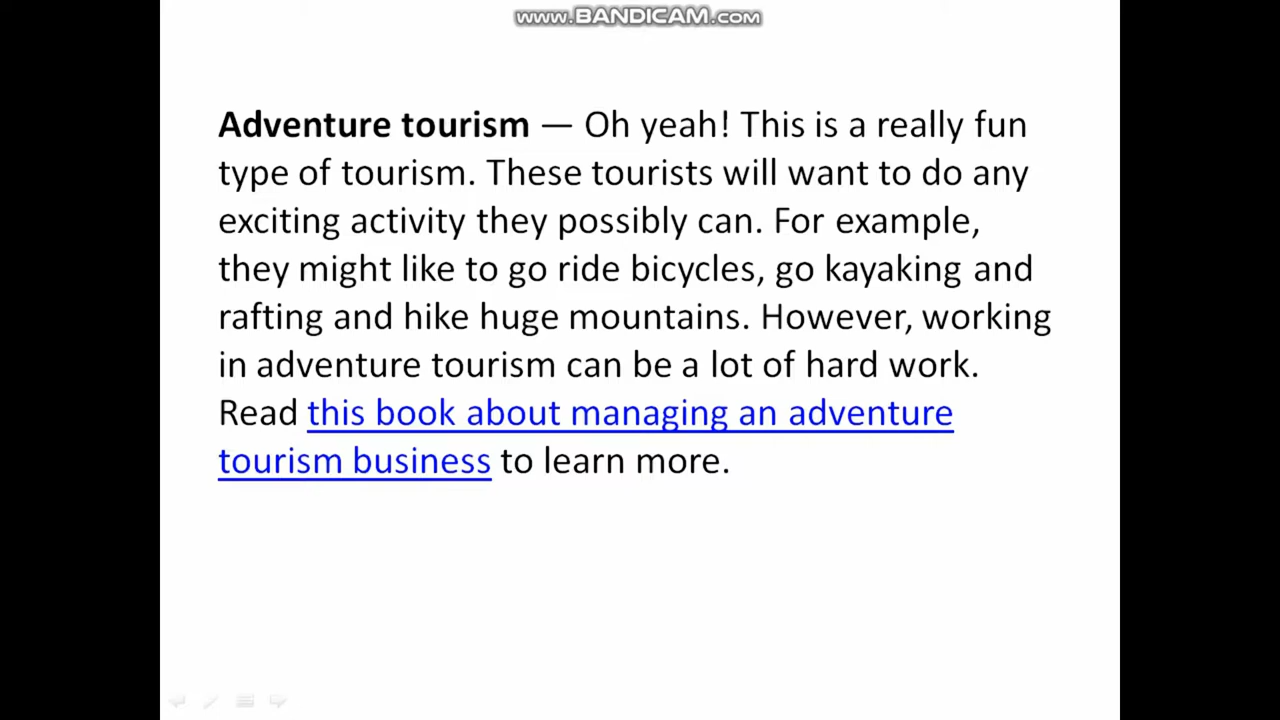 www.BANDICAM.com
Adventure tourism — Oh yeah! This is a really fun
type of tourism. These tourists will want to do any
exciting activity they possibly can. For example,
they might like to go ride bicycles, go kayaking and
rafting and hike huge mountains. However, working
in adventure tourism can be a lot of hard work.
Read this book about managing an adventure
tourism business to learn more.